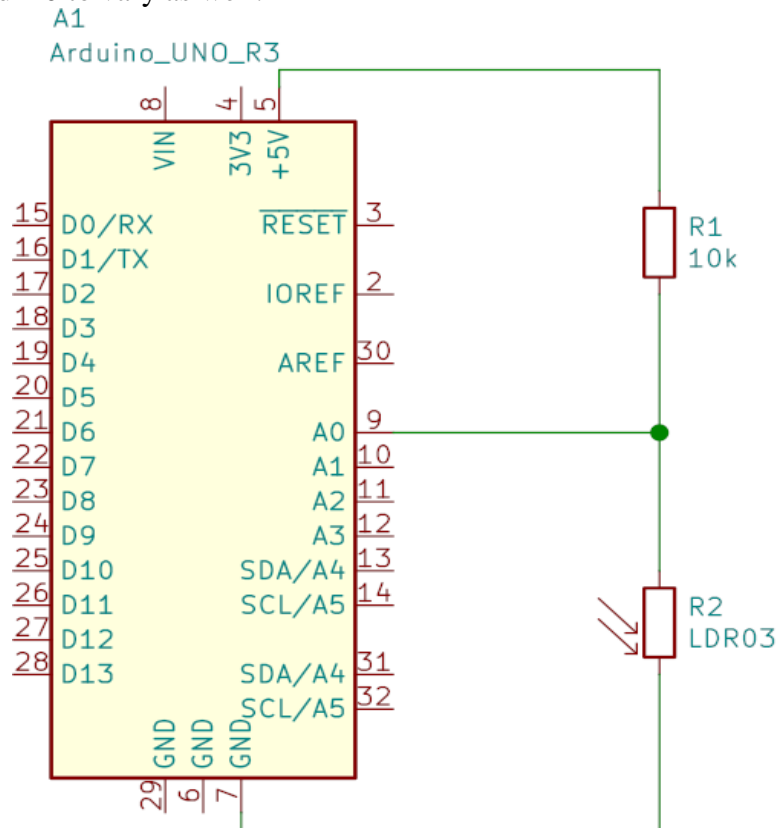 A1
Arduino_UNO_R3
8 4 5
VIN 3V3 +5V
15 D0/RX RESET 3
16 D1/TX
17 D2 IOREF 2
18 D3
19 D4 AREF 30
20 D5
21 D6 A0 9
22 D7 A1 10
23 D8 A2 11
24 D9 A3 12
25 D10 SDA/A4 13
26 D11 SCL/A5 14
27 D12
28 D13 SDA/A4 31
SCL/A5 32
GND GND GND
29 6 7
R1
10k
R2
LDR03